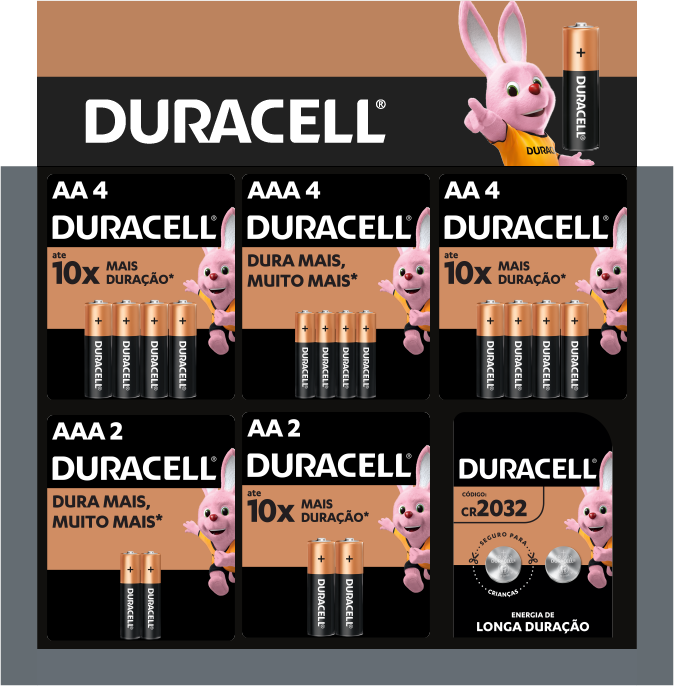 DURACELL®
DURAC
+
DURACELL
AA 4
DURACELL®
ate
10x MAIS
DURAÇÃO*
+ + + +
DURACELL DURACELL DURACELL DURACELL
AAA 4
DURACELL®
DURA MAIS,
MUITO MAIS*
+ + + +
DURACELL DURACELL DURACELL DURACELL
AA 4
DURACELL®
ate
10x MAIS
DURAÇÃO*
+ + + +
DURACELL DURACELL DURACELL DURACELL
AAA 2
DURACELL®
DURA MAIS,
MUITO MAIS*
+ +
DURACELL DURACELL
AA 2
DURACELL®
ate
10x MAIS
DURAÇÃO*
+ +
DURACELL DURACELL
DURACELL®
CÓDIGO:
CR2032
SEGURO PARA
CRIANÇAS
DURACELL
DURACELL
ENERGIA DE
LONGA DURAÇÃO